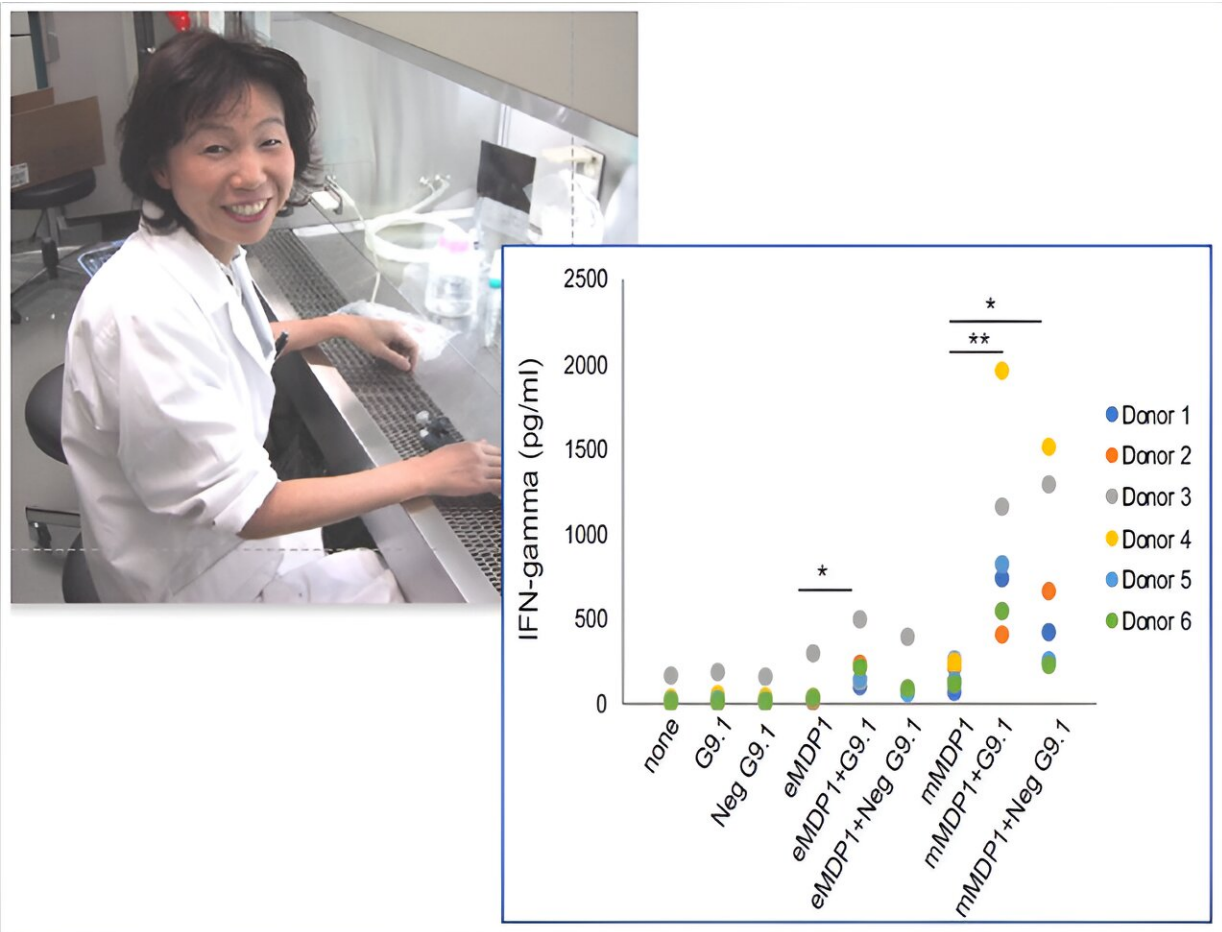 2500
2000
1500
1000
500
0
IFN-gamma (pg/ml)
*
**
*
Donor 1
Donor 2
Donor 3
Donor 4
Donor 5
Donor 6
none
G9.1
Neg G9.1
eMDP1
eMDP1+G9.1
eMDP1+Neg G9.1
mMDP1
mMDP1+G9.1
mMDP1+Neg G9.1